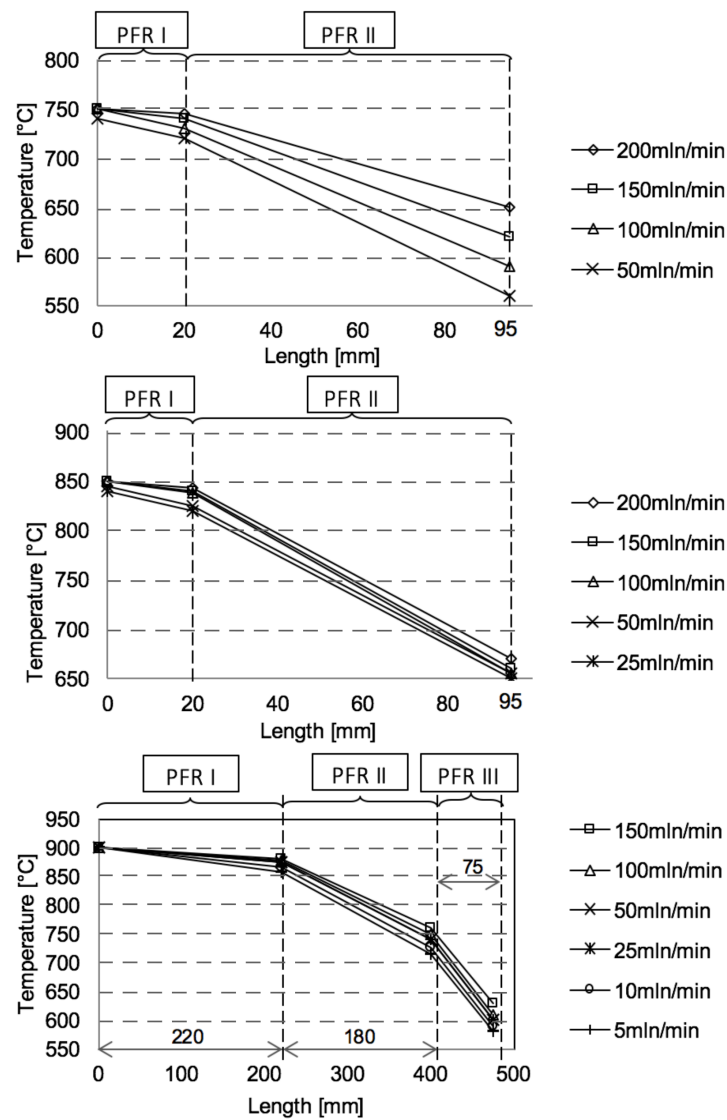 PFR I PFR II
800
750
700
650
600
550
Temperature [°C]
0 20 40 60 80 95
Length [mm]
200mln/min
150mln/min
100mln/min
50mln/min
PFR I PFR II
900
850
800
750
700
650
Temperature [°C]
0 20 40 60 80 95
Length [mm]
200mln/min
150mln/min
100mln/min
50mln/min
25mln/min
PFR I PFR II PFR III
950
900
850
800
750
700
650
600
550
Temperature [°C]
75
220 180
0 100 200 300 400 500
Length [mm]
150mln/min
100mln/min
50mln/min
25mln/min
10mln/min
5mln/min